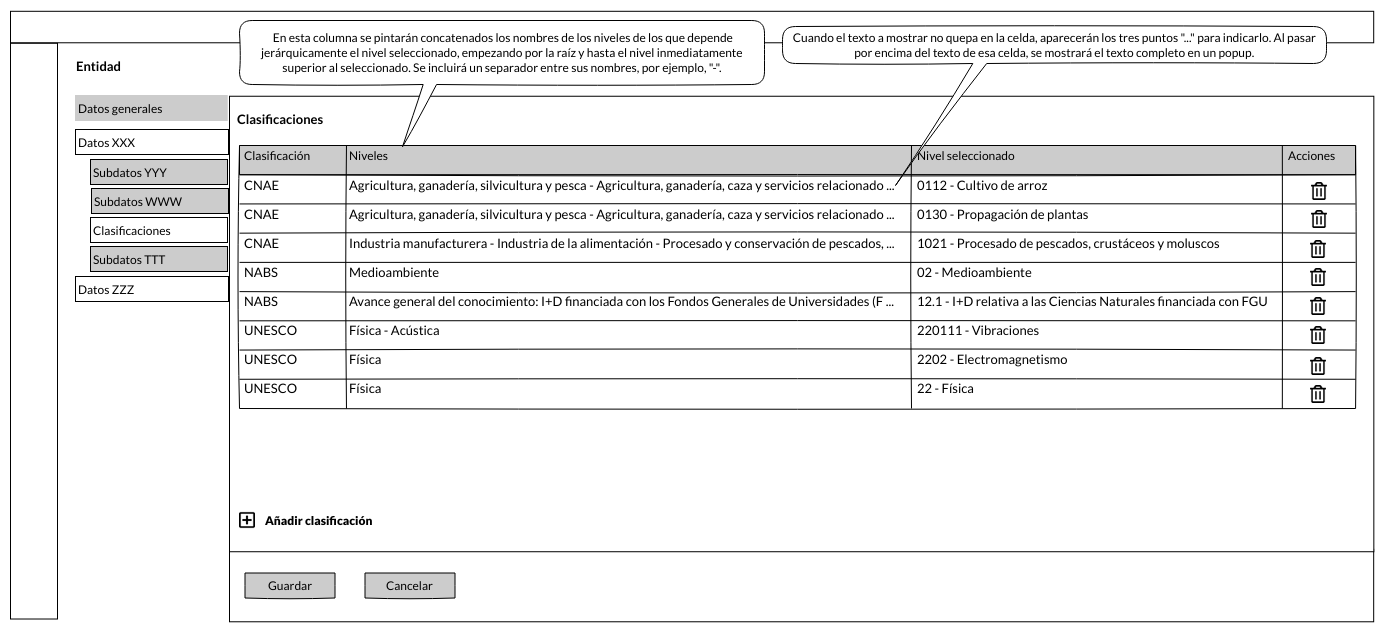 En esta columna se pintarán concatenados los nombres de los niveles de los que depende
jerárquicamente el nivel seleccionado, empezando por la raíz y hasta el nivel inmediatamente
superior al seleccionado. Se incluirá un separador entre sus nombres, por ejemplo, "-".
Cuando el texto a mostrar no quepa en la celda, aparecerán los tres puntos "..." para indicarlo. Al pasar
por encima del texto de esa celda, se mostrará el texto completo en un popup.
Entidad
Datos generales
Datos XXX
Subdatos YYY
Subdatos WWW
Clasificaciones
Subdatos TTT
Datos ZZZ
Clasificaciones
Clasificación Niveles Nivel seleccionado Acciones
CNAE Agricultura, ganadería, silvicultura y pesca - Agricultura, ganadería, caza y servicios relacionado ... 0112 - Cultivo de arroz
CNAE Agricultura, ganadería, silvicultura y pesca - Agricultura, ganadería, caza y servicios relacionado ... 0130 - Propagación de plantas
CNAE Industria manufacturera - Industria de la alimentación - Procesado y conservación de pescados, ... 1021 - Procesado de pescados, crustáceos y moluscos
NABS Medioambiente 02 - Medioambiente
NABS Avance general del conocimiento: I+D financiada con los Fondos Generales de Universidades (F ... 12.1 - I+D relativa a las Ciencias Naturales financiada con FGU
UNESCO Física - Acústica 220111 - Vibraciones
UNESCO Física 2202 - Electromagnetismo
UNESCO Física 22 - Física
Añadir clasificación
Guardar Cancelar